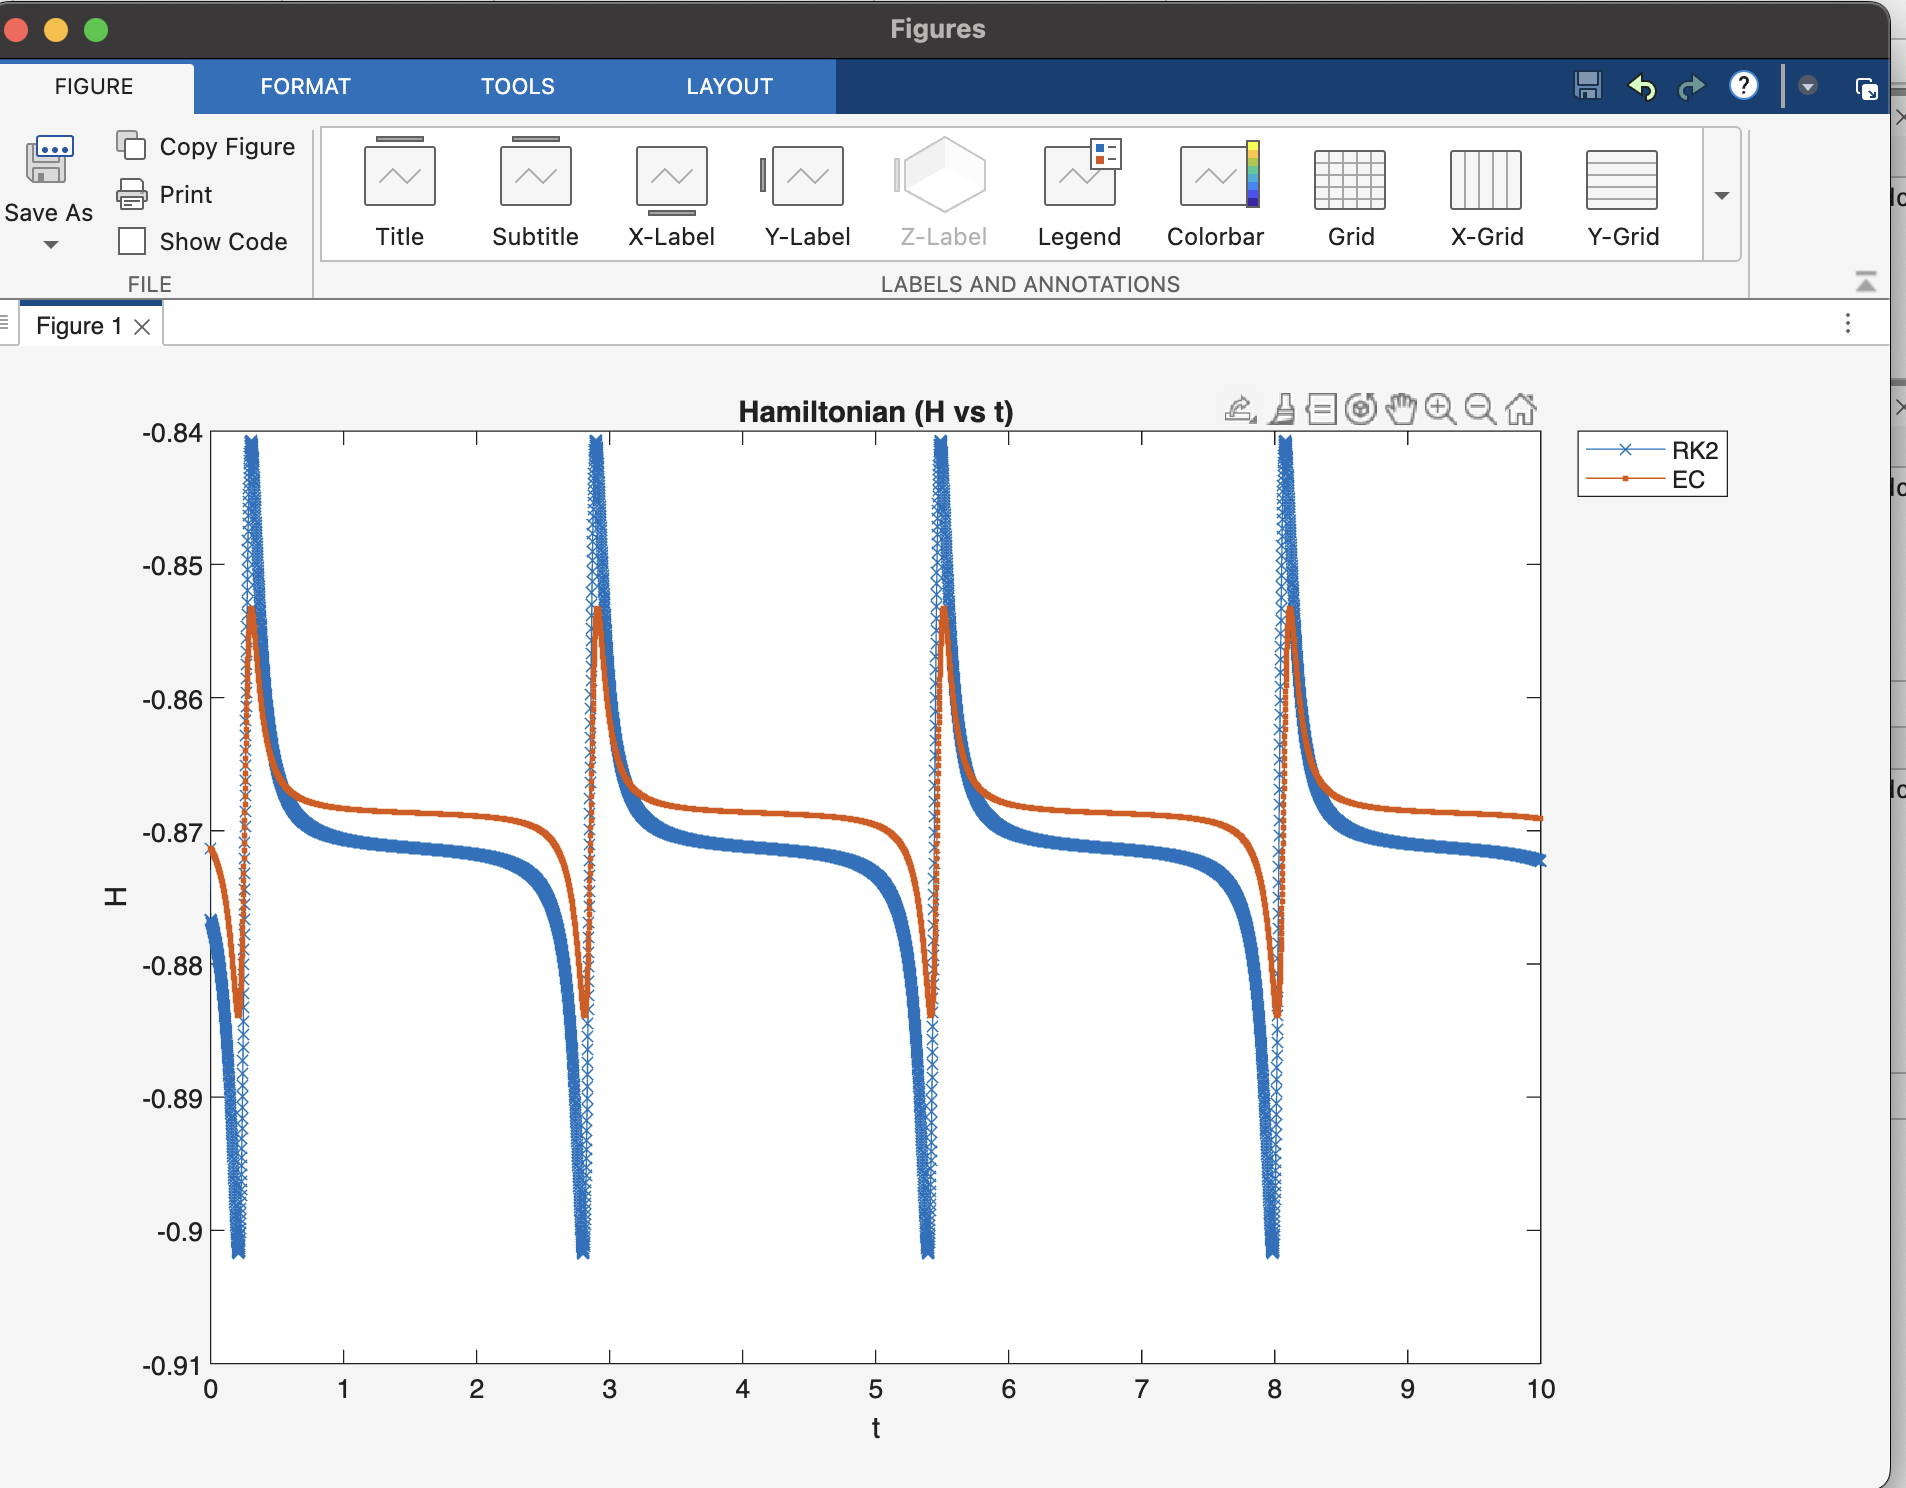 Figures
FIGURE FORMAT TOOLS LAYOUT
Save As
Copy Figure
Print
Show Code
FILE
Title Subtitle X-Label Y-Label Z-Label Legend Colorbar Grid X-Grid Y-Grid
LABELS AND ANNOTATIONS
Figure 1
Hamiltonian (H vs t)
RK2
EC
-0.84
-0.85
-0.86
-0.87
-0.88
-0.89
-0.9
-0.91
H
0 1 2 3 4 5 6 7 8 9 10
t